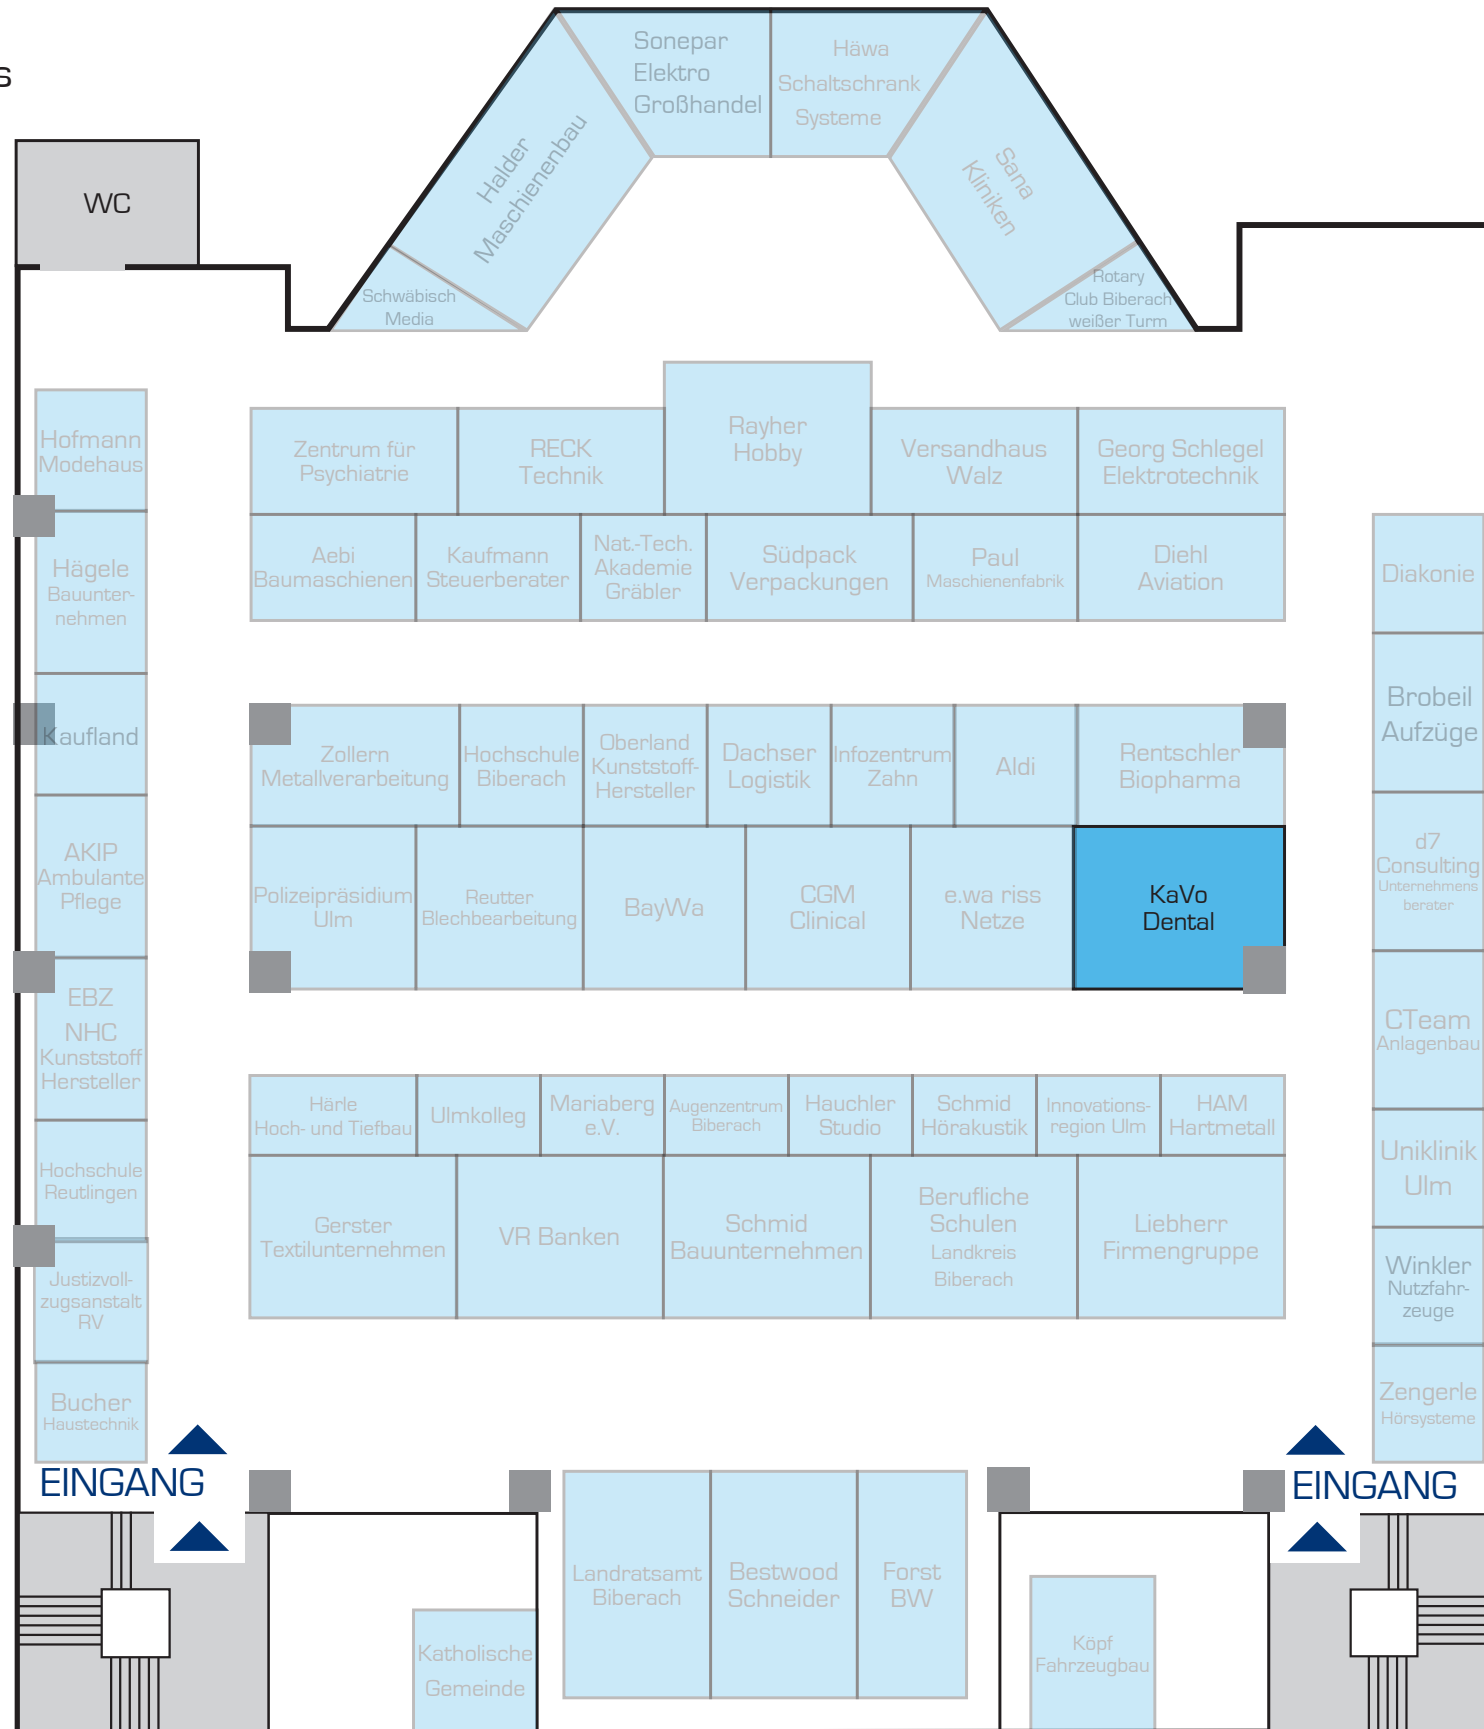 s
Sonepar
Elektro
Großhandel
Häwa
Schaltschrank
Systeme
Halder
Maschienenbau
Sana
Kliniken
WC
Schwäbisch
Media
Rotary
Club Biberach
weißer Turm
Hofmann
Modehaus
Hägele
Bauunter-
nehmen
Kaufland
AKIP
Ambulante
Pflege
EBZ
NHC
Kunststoff
Hersteller
Hochschule
Reutlingen
Justizvoll-
zugsanstalt
RV
Bucher
Haustechnik
Zentrum für
Psychiatrie
RECK
Technik
Rayher
Hobby
Versandhaus
Walz
Georg Schlegel
Elektrotechnik
Aebi
Baumaschienen
Kaufmann
Steuerberater
Nat.-Tech.
Akademie
Gräbler
Südpack
Verpackungen
Paul
Maschienenfabrik
Diehl
Aviation
Zollern
Metallverarbeitung
Hochschule
Biberach
Oberland
Kunststoff-
Hersteller
Dachser
Logistik
Infozentrum
Zahn
Aldi
Rentschler
Biopharma
Polizeipräsidium
Ulm
Reutter
Blechbearbeitung
BayWa
CGM
Clinical
e.wa riss
Netze
KaVo
Dental
Härle
Hoch- und Tiefbau
Ulmkolleg
Mariaberg
e.V.
Augenzentrum
Biberach
Hauchler
Studio
Schmid
Hörakustik
Innovations-
region Ulm
HAM
Hartmetall
Gerster
Textilunternehmen
VR Banken
Schmid
Bauunternehmen
Berufliche
Schulen
Landkreis
Biberach
Liebherr
Firmengruppe
Diakonie
Brobeil
Aufzüge
d7
Consulting
Unternehmens
berater
CTeam
Anlagenbau
Uniklinik
Ulm
Winkler
Nutzfahr-
zeuge
Zengerle
Hörsysteme
EINGANG
EINGANG
Landratsamt
Biberach
Bestwood
Schneider
Forst
BW
Katholische
Gemeinde
Köpf
Fahrzeugbau